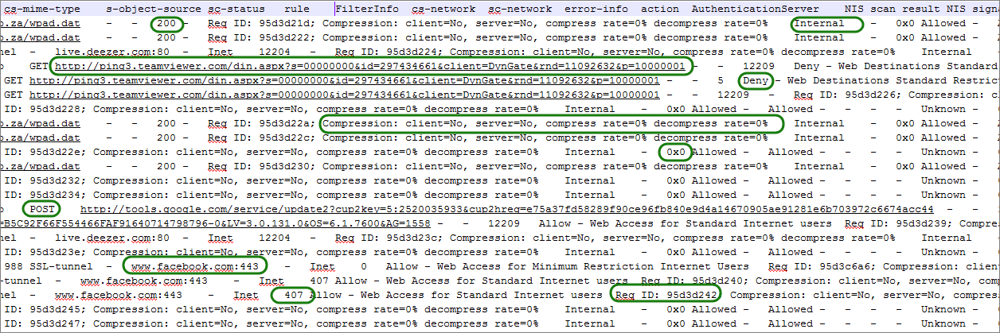 cs-mime-type s-object-source sc-status rule FilterInfo cs-network sc-network error-info action AuthenticationServer NIS scan result NIS signa
o.za/wpad.dat - - 200 - Req ID: 95d3d21d; Compression: client=No, server=No, compress rate=0% decompress rate=0% Internal - 0x0 Allowed -
o.za/wpad.dat - - 200 - Req ID: 95d3d222; Compression: client=No, server=No, compress rate=0% decompress rate=0% Internal - 0x0 Allowed -
nel - live.deezer.com:80 - Inet 12204 - Req ID: 95d3d224; Compression: client=No, server=No, compress rate=0% decompress rate=0%
o GET http://ping3.teamviewer.com/din.aspx?s=00000000&id=297434661&client=DynGate&rnd=11092632&p=10000001 - - 12209 Deny - Web Destinations Standard
GET http://ping3.teamviewer.com/din.aspx?s=00000000&id=297434661&client=DynGate&rnd=11092632&p=10000001 - - 5 Deny - Web Destinations Standard Restric
GET http://ping3.teamviewer.com/din.aspx?s=00000000&id=297434661&client=DynGate&rnd=11092632&p=10000001 - - 12209 - Req ID: 95d3d226; Compress
ID: 95d3d228; Compression: client=No, server=No, compress rate=0% decompress rate=0% Internal - 0x0 Allowed - Allowed - - - - Unknown -
o.za/wpad.dat - - 200 - Req ID: 95d3d22a; Compression: client=No, server=No, compress rate=0% decompress rate=0% Internal - 0x0 Allowed -
o.za/wpad.dat - - 200 - Req ID: 95d3d22c; Compression: client=No, server=No, compress rate=0% decompress rate=0% Internal - 0x0 Allowed -
ID: 95d3d22e; Compression: client=No, server=No, compress rate=0% decompress rate=0% Internal - 0x0 Allowed - Allowed - - - - Unknown -
o.za/wpad.dat - - 200 - Req ID: 95d3d230; Compression: client=No, server=No, compress rate=0% decompress rate=0% Internal - 0x0 Allowed -
ID: 95d3d232; Compression: client=No, server=No, compress rate=0% decompress rate=0% Internal - 0x0 Allowed - Allowed - - - - Unknown -
ID: 95d3d234; Compression: client=No, server=No, compress rate=0% decompress rate=0% Internal - 0x0 Allowed - Allowed - - - - Unknown -
o POST http://tools.google.com/service/update2?cup2key=5:2520035933&cup2hreq=e75a37fd5828f90ce96fb840e9d4a14670905ae91281e6b703972c6674acc44
=B5C92F66F554466FAF91640714798796-0&LV=3.0.131.0&OS=6.1.7600&AG=1558 - - 12209 Allow - Web Access for Standard Internet users Req ID: 95d3d239;
nel - live.deezer.com:80 - Inet 12204 - Req ID: 95d3d23c; Compression: client=No, server=No, compress rate=0% decompress rate=0%
ID: 95d3d23e; Compression: client=No, server=No, compress rate=0% decompress rate=0% Internal - 0x0 Allowed - Allowed - - - - Unknown -
988 SSL-tunnel - www.facebook.com:443 - Inet 0 Allow - Web Access for Minimum Restriction Internet Users Req ID: 95d3c6a6; Compression: clien
-tunnel - www.facebook.com:443 - Inet 407 Allow - Web Access for Standard Internet users Req ID: 95d3d240; Compression: client=No, server=No,
- www.facebook.com:443 - Inet 407 Allow - Web Access for Standard Internet users Req ID: 95d3d242 Compression: client=No, server=No, compres
ID: 95d3d245; Compression: client=No, server=No, compress rate=0% decompress rate=0% Internal - 0x0 Allowed - Allowed - - - - Unknown -
ID: 95d3d247; Compression: client=No, server=No, compress rate=0% decompress rate=0% Internal - 0x0 Allowed - Allowed - - - - Unknown -